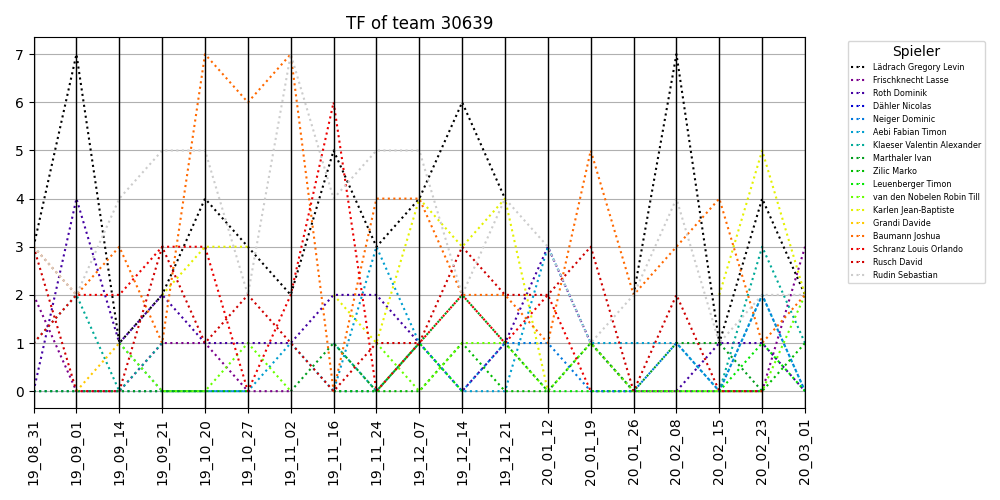 TF of team 30639
7
6
5
4
3
2
1
0
19_08_31
19_09_01
19_09_14
19_09_21
19_10_20
19_10_27
19_11_02
19_11_16
19_11_24
19_12_07
19_12_14
19_12_21
20_01_12
20_01_19
20_01_26
20_02_08
20_02_15
20_02_23
20_03_01
Spieler
Lädrach Gregory Levin
Frischknecht Lasse
Roth Dominik
Dähler Nicolas
Neiger Dominic
Aebi Fabian Timon
Klaeser Valentin Alexander
Marthaler Ivan
Zilic Marko
Leuenberger Timon
van den Nobelen Robin Till
Karlen Jean-Baptiste
Grandi Davide
Baumann Joshua
Schranz Louis Orlando
Rusch David
Rudin Sebastian